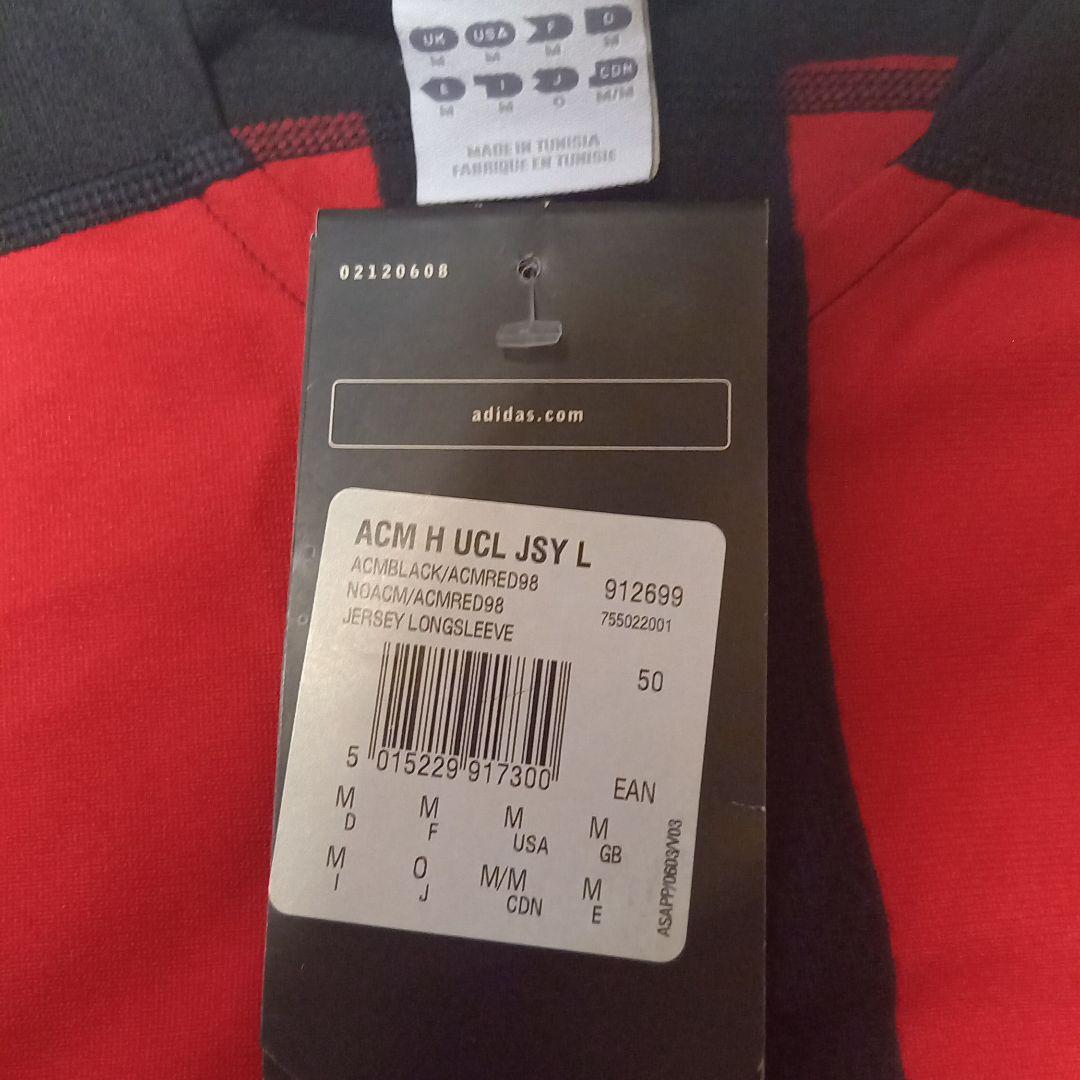 UK USA F D
M M M M
E I J CDN
M M O M/M
MADE IN TUNISIA
FABRIQUE EN TUNISIE
02120608
adidas.com
ACM H UCL JSY L
ACMBLACK/ACMRED98
912699
NOACM/ACMRED98
755022001
JERSEY LONGSLEEVE
50
5 015229 917300
EAN
M M M M
D F USA GB
M O M/M M
I J CDN E
ASAPP/0603/V03